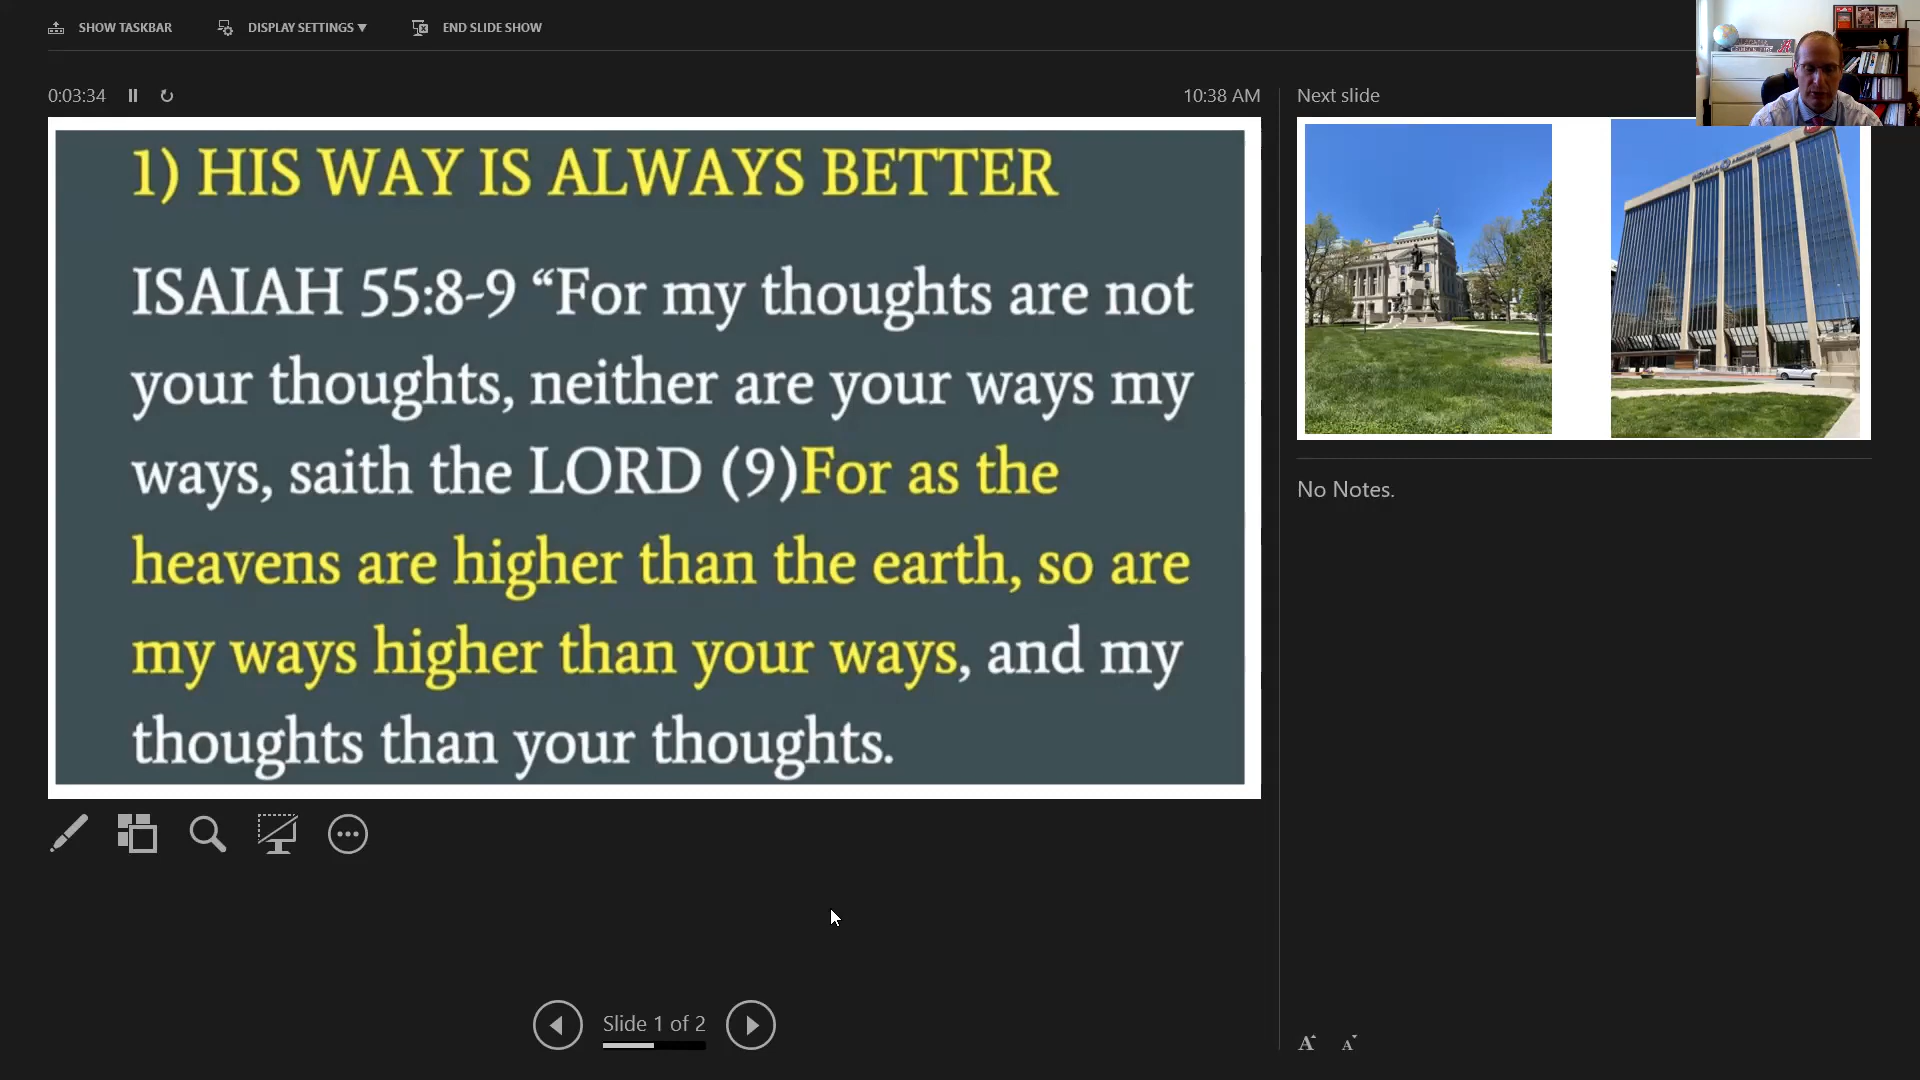 SHOW TASKBAR
DISPLAY SETTINGS ▼
END SLIDE SHOW
0:03:34
10:38 AM
1) HIS WAY IS ALWAYS BETTER
ISAIAH 55:8-9 “For my thoughts are not
your thoughts, neither are your ways my
ways, saith the LORD (9)For as the
heavens are higher than the earth, so are
my ways higher than your ways, and my
thoughts than your thoughts.
Slide 1 of 2
Next slide
No Notes.
A
A